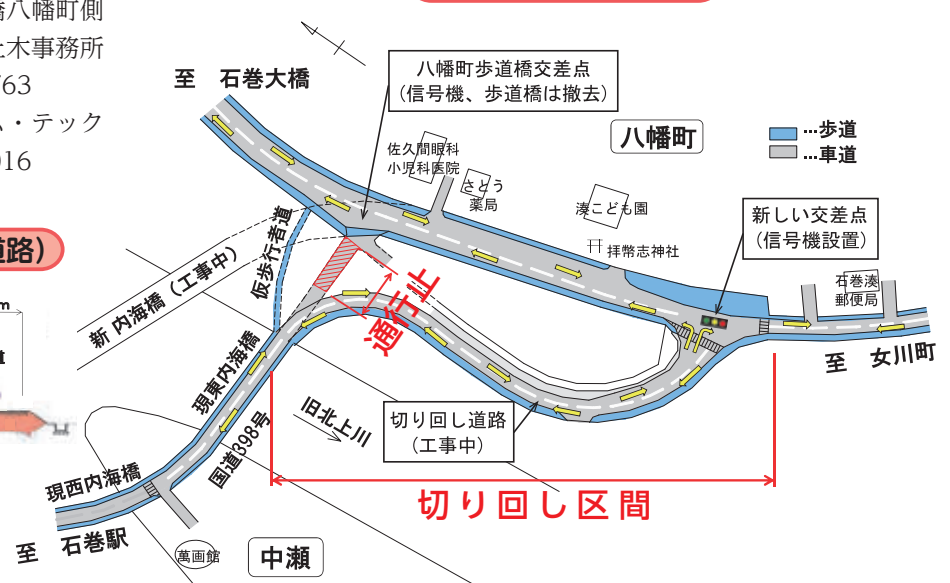 橋八幡町側
土木事務所
763
ム・テック
016
道路）
m
至 石巻大橋
八幡町歩道橋交差点
（信号機、歩道橋は撤去）
八幡町
…歩道
…車道
佐久間眼科
小児科医院
さとう
薬局
湊こども園
拝幣志神社
新しい交差点
（信号機設置）
石巻湊
郵便局
至 女川町
仮歩行者道
新 内海橋（工事中）
通行止
現東内海橋
国道398号
旧北上川
切り回し道路
（工事中）
切り回し区間
現西内海橋
至 石巻駅
萬画館
中瀬